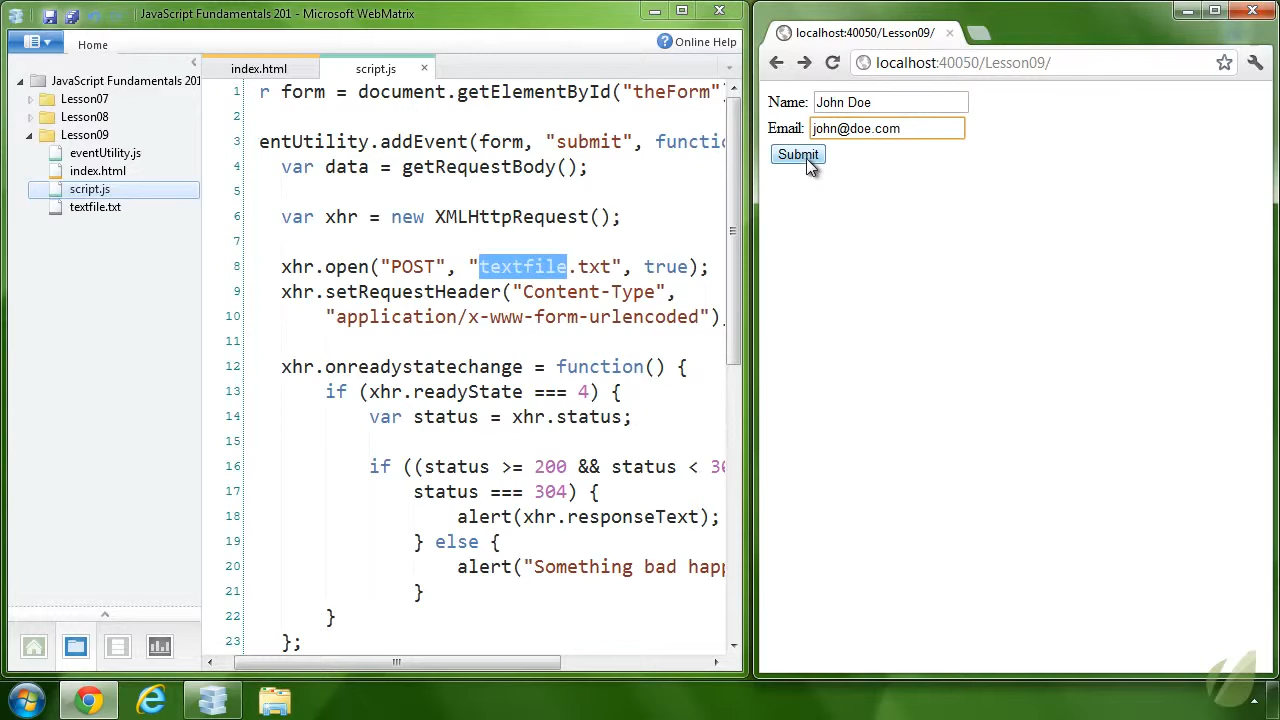 JavaScript Fundamentals 201 - Microsoft WebMatrix
Home
Online Help
JavaScript Fundamentals 201
Lesson07
Lesson08
Lesson09
eventUtility.js
index.html
script.js
textfile.txt
index.html
script.js
1 r form = document.getElementById("theForm"
2
3 entUtility.addEvent(form, "submit", functio
4 var data = getRequestBody();
5
6 var xhr = new XMLHttpRequest();
7
8 xhr.open("POST", "textfile.txt", true);
9 xhr.setRequestHeader("Content-Type",
10 "application/x-www-form-urlencoded")
11
12 xhr.onreadystatechange = function() {
13 if (xhr.readyState === 4) {
14 var status = xhr.status;
15
16 if ((status >= 200 && status < 30
17 status === 304) {
18 alert(xhr.responseText);
19 } else {
20 alert("Something bad happ
21 }
22 }
23 };
localhost:40050/Lesson09/
localhost:40050/Lesson09/
Name: John Doe
Email: john@doe.com
Submit